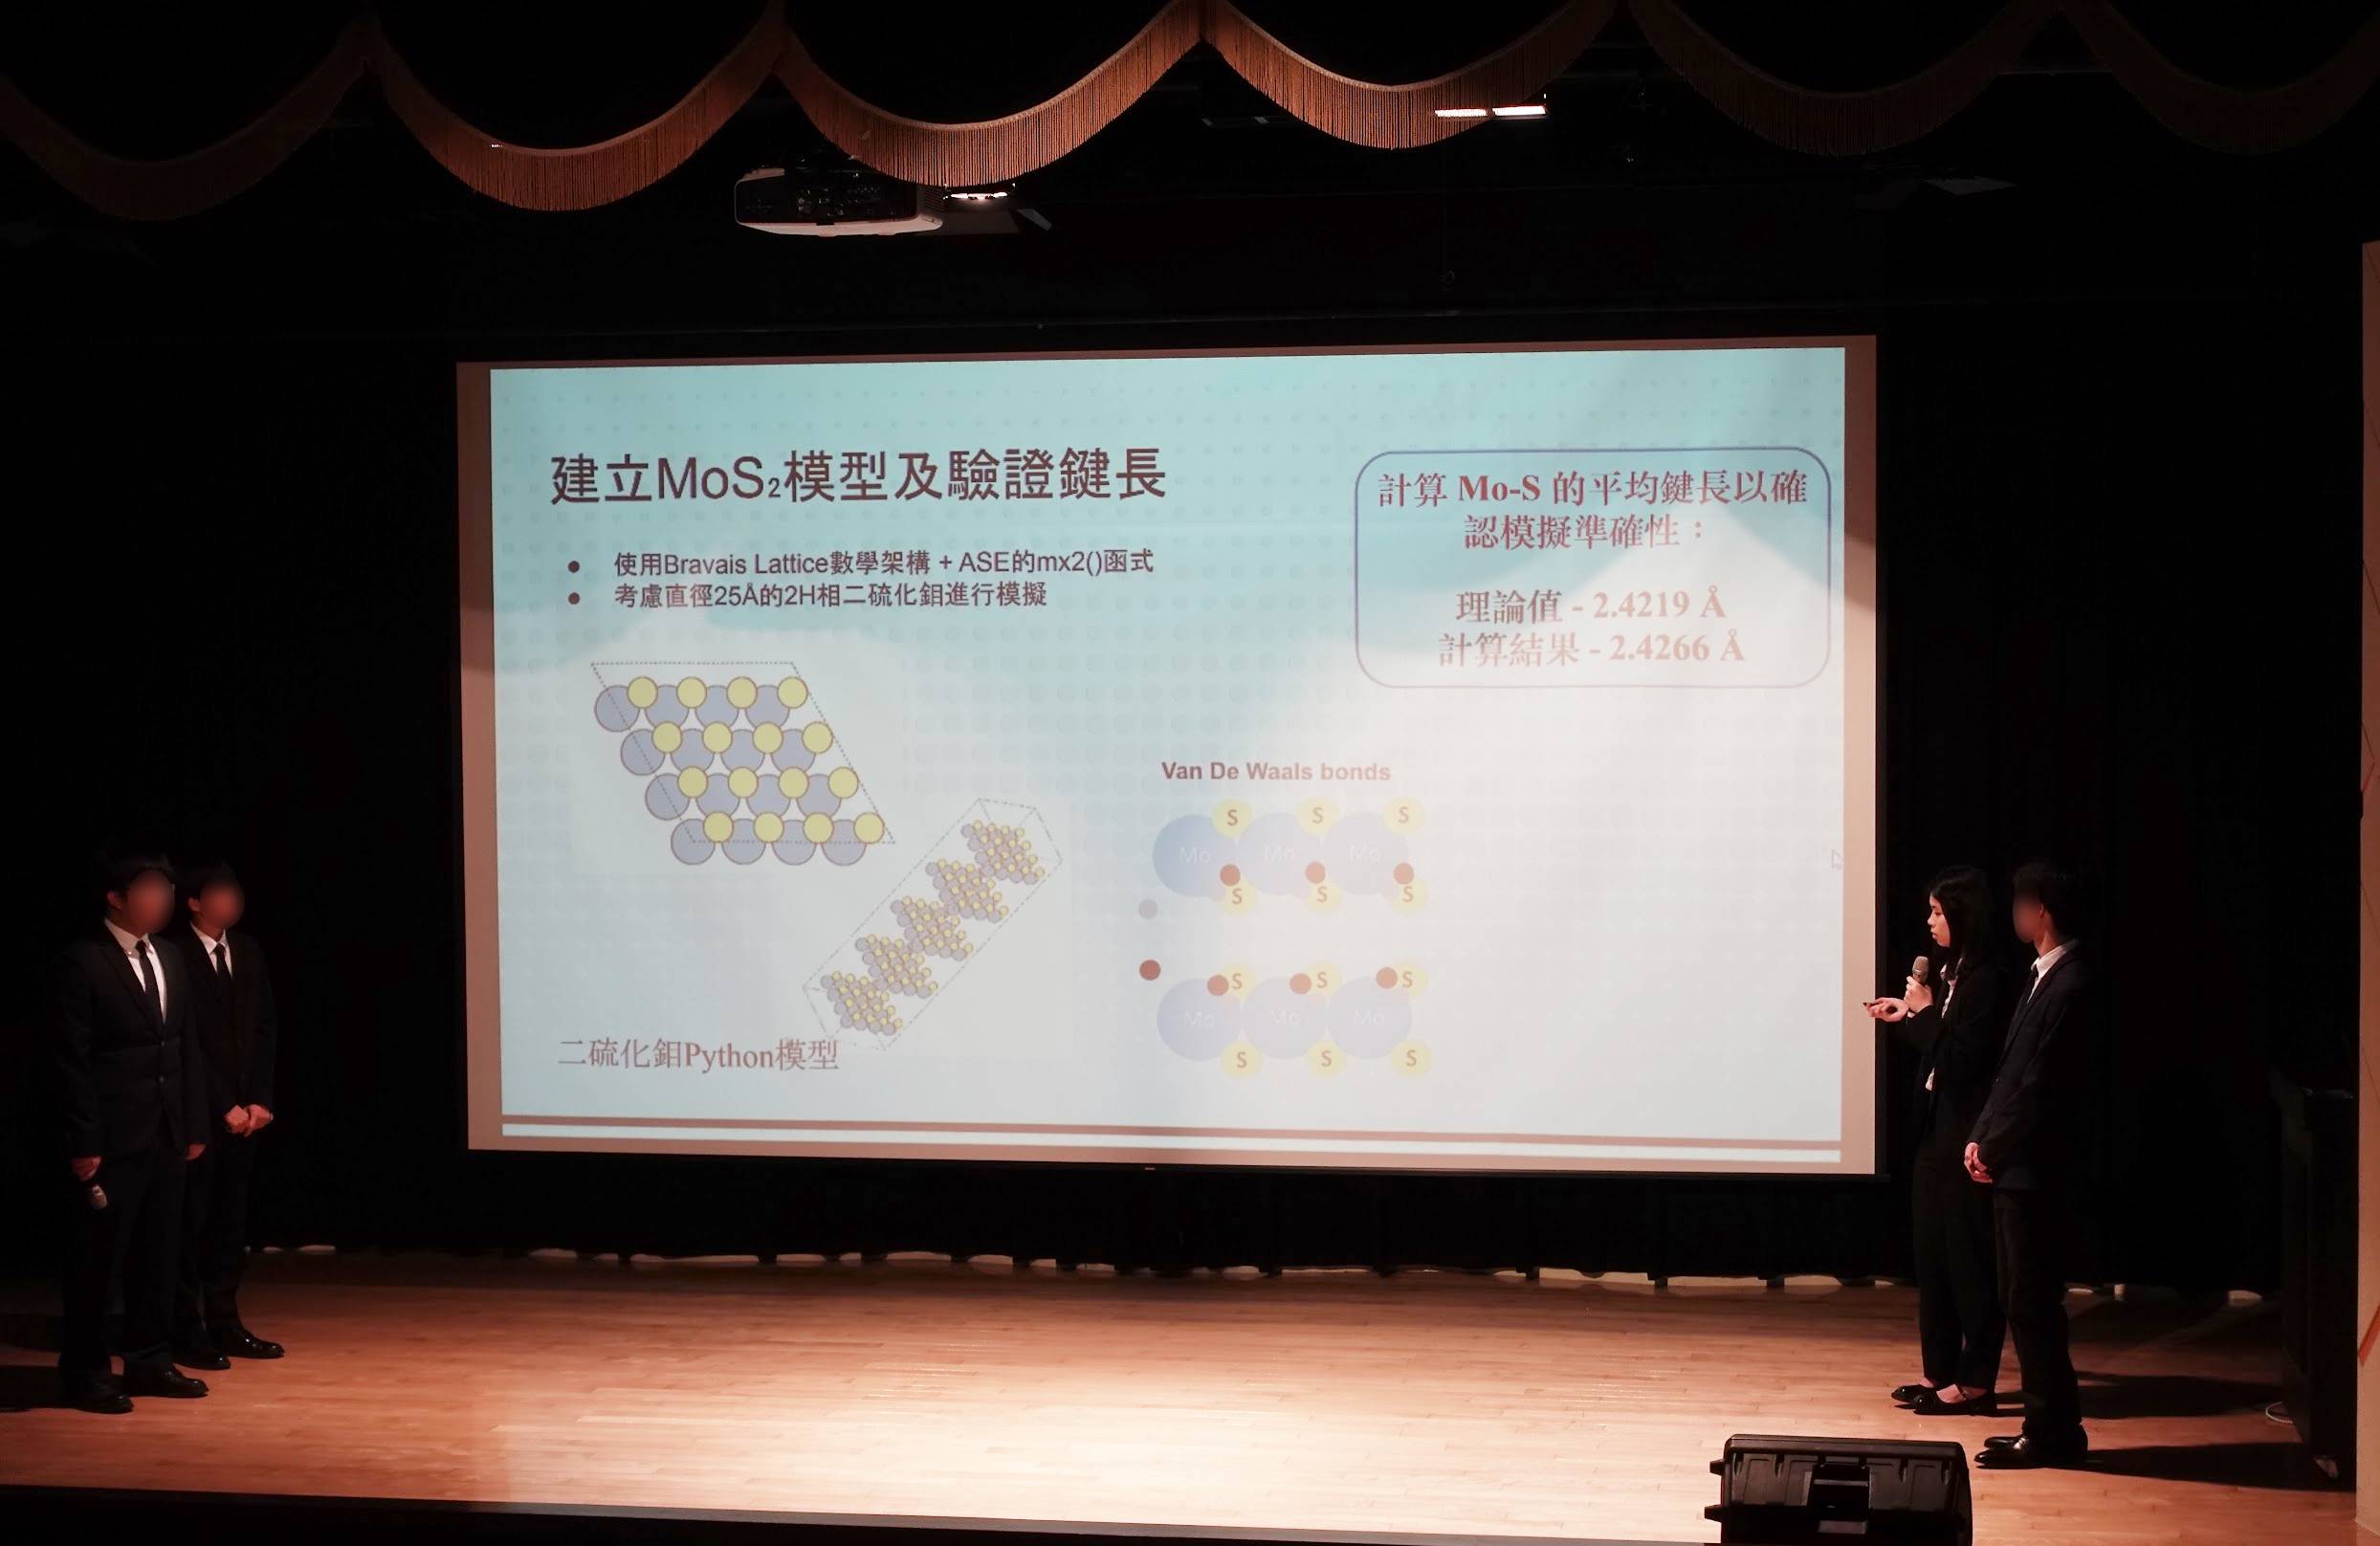 建立MoS₂模型及驗證鍵長
● 使用Bravais Lattice數學架構 + ASE的mx2()函式
● 考慮直徑25Å的2H相二硫化鉬進行模擬
計算 Mo-S 的平均鍵長以確
認模擬準確性：
理論值 - 2.4219 Å
計算結果 - 2.4266 Å
Van De Waals bonds
S S S
Mo Mo Mo
S S S
S S S
Mo Mo Mo
S S S
二硫化鉬Python模型